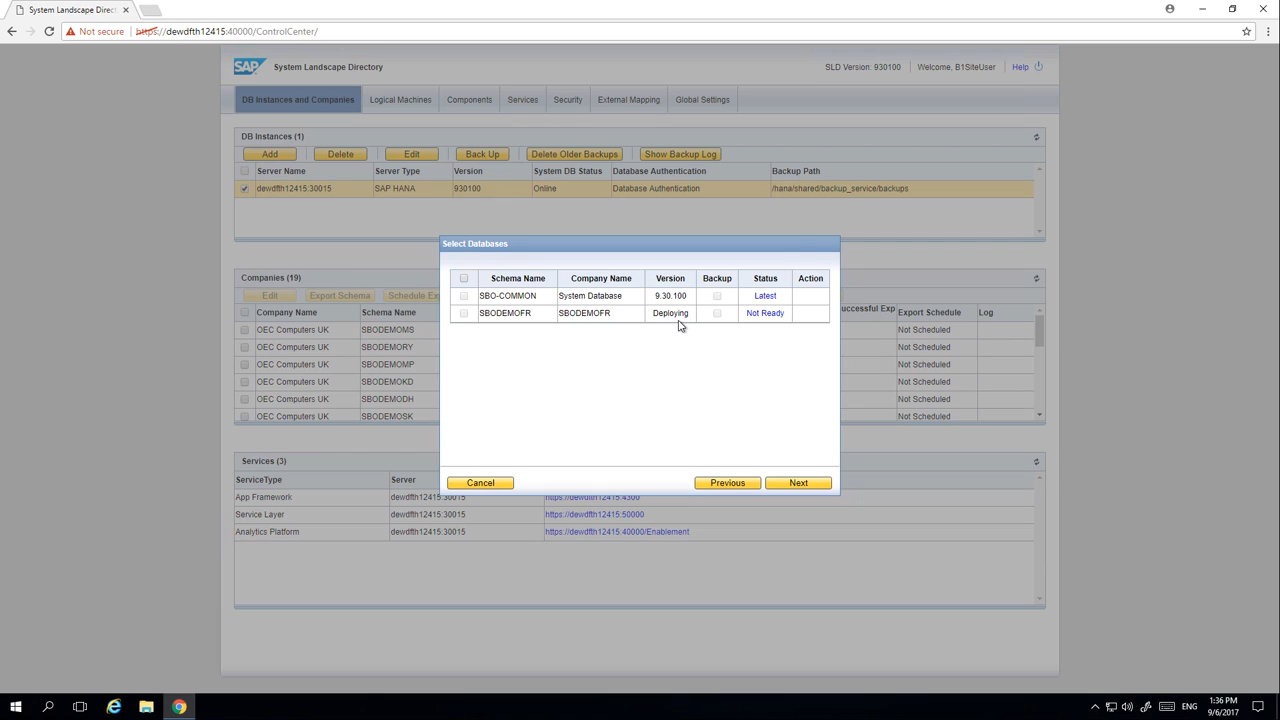 System Landscape Direct
Not secure https://dewdfth12415:40000/ControlCenter/
SAP System Landscape Directory SLD Version: 930100 Welcome, B1SiteUser Help
DB Instances and Companies Logical Machines Components Services Security External Mapping Global Settings
DB Instances (1)
Add Delete Edit Back Up Delete Older Backups Show Backup Log
Server Name Server Type Version System DB Status Database Authentication Backup Path
dewdfth12415:30015 SAP HANA 930100 Online Database Authentication /hana/shared/backup_service/backups
Select Databases
Companies (19)
Edit Export Schema Schedule Ex
Company Name Schema Name uccessful Exp Export Schedule Log
OEC Computers UK SBODEMOMS Not Scheduled
OEC Computers UK SBODEMORY Not Scheduled
OEC Computers UK SBODEMOMP Not Scheduled
OEC Computers UK SBODEMOKD Not Scheduled
OEC Computers UK SBODEMODH Not Scheduled
OEC Computers UK SBODEMOSK Not Scheduled
Schema Name Company Name Version Backup Status Action
SBO-COMMON System Database 9.30.100 Latest
SBODEMOFR SBODEMOFR Deploying Not Ready
Cancel Previous Next
Services (3)
ServiceType Server
App Framework dewdfth12415:30015 https://dewdfth12415:4300
Service Layer dewdfth12415:30015 https://dewdfth12415:50000
Analytics Platform dewdfth12415:30015 https://dewdfth12415:40000/Enablement
ENG 1:36 PM
9/6/2017